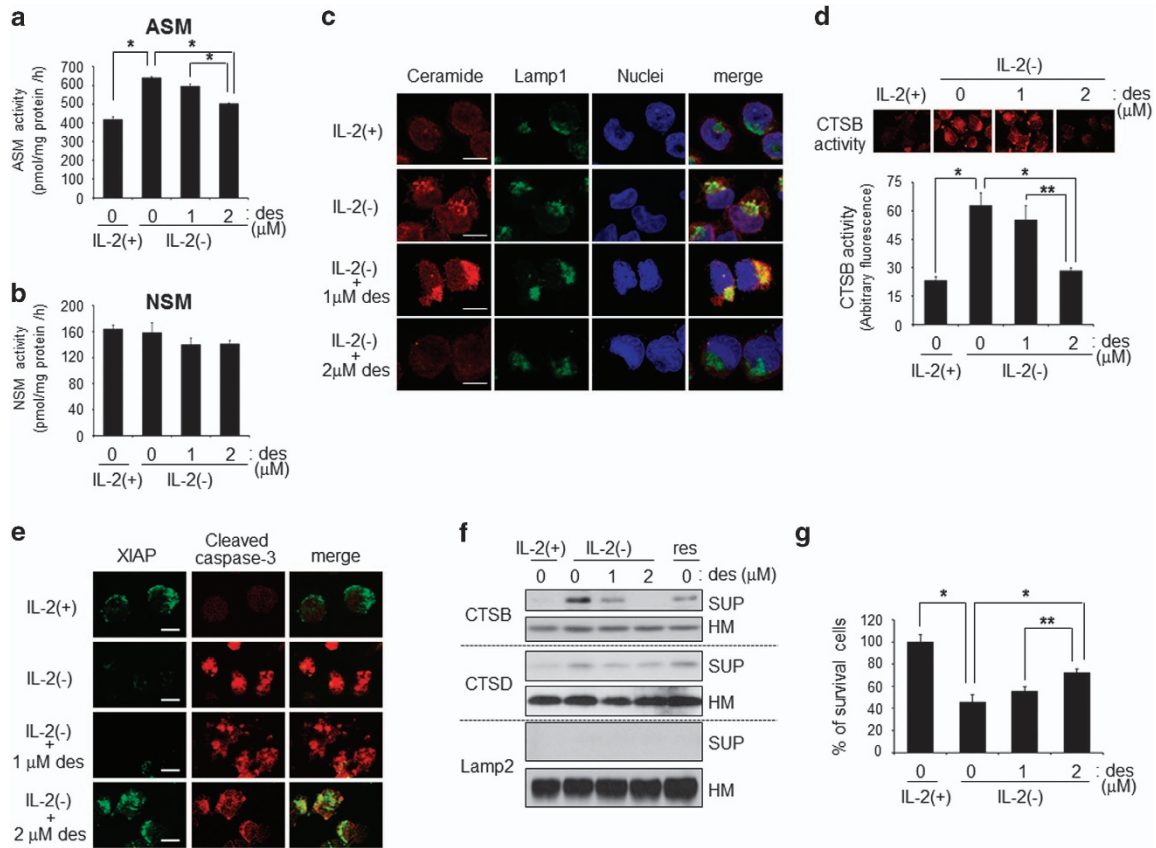 a
ASM
ASM activity
(pmol/mg protein /h)
700
600
500
400
300
200
100
0
*
*
*
0 0 1 2 : des
(μM)
IL-2(+) IL-2(-)
b
NSM
NSM activity
(pmol/mg protein /h)
200
160
120
80
40
0
0 0 1 2 : des
(μM)
IL-2(+) IL-2(-)
c
Ceramide Lamp1 Nuclei merge
IL-2(+)
IL-2(-)
IL-2(-)
+
1μM des
IL-2(-)
+
2μM des
d
IL-2(-)
IL-2(+) 0 1 2 : des
(μM)
CTSB
activity
CTSB activity
(Arbitrary fluorescence)
75
60
45
30
15
0
*
*
**
0 0 1 2 : des
(μM)
IL-2(+) IL-2(-)
e
XIAP Cleaved
caspase-3 merge
IL-2(+)
IL-2(-)
IL-2(-)
+
1 μM des
IL-2(-)
+
2 μM des
f
IL-2(+) IL-2(-) res
0 0 1 2 0 : des (μM)
CTSB
SUP
HM
CTSD
SUP
HM
Lamp2
SUP
HM
g
% of survival cells
120
100
80
60
40
20
0
*
*
**
0 0 1 2 : des
(μM)
IL-2(+) IL-2(-)